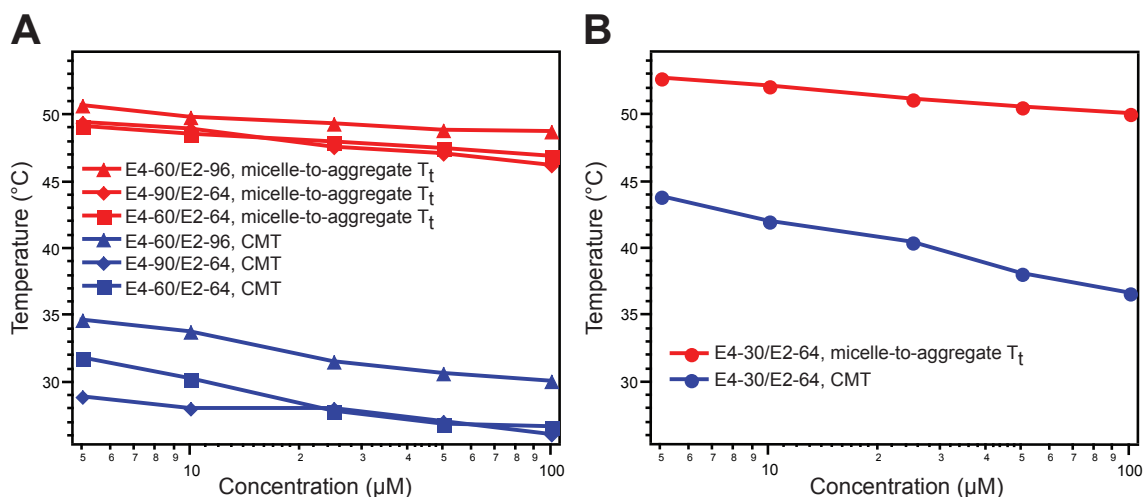 A
Temperature (°C)
50
45
40
35
30
E4-60/E2-96, micelle-to-aggregate Tt
E4-90/E2-64, micelle-to-aggregate Tt
E4-60/E2-64, micelle-to-aggregate Tt
E4-60/E2-96, CMT
E4-90/E2-64, CMT
E4-60/E2-64, CMT
5 6 7 8 9 10 2 3 4 5 6 7 8 9 100
Concentration (µM)
B
Temperature (°C)
50
45
40
35
30
E4-30/E2-64, micelle-to-aggregate Tt
E4-30/E2-64, CMT
5 6 7 8 9 10 2 3 4 5 6 7 8 9 100
Concentration (µM)